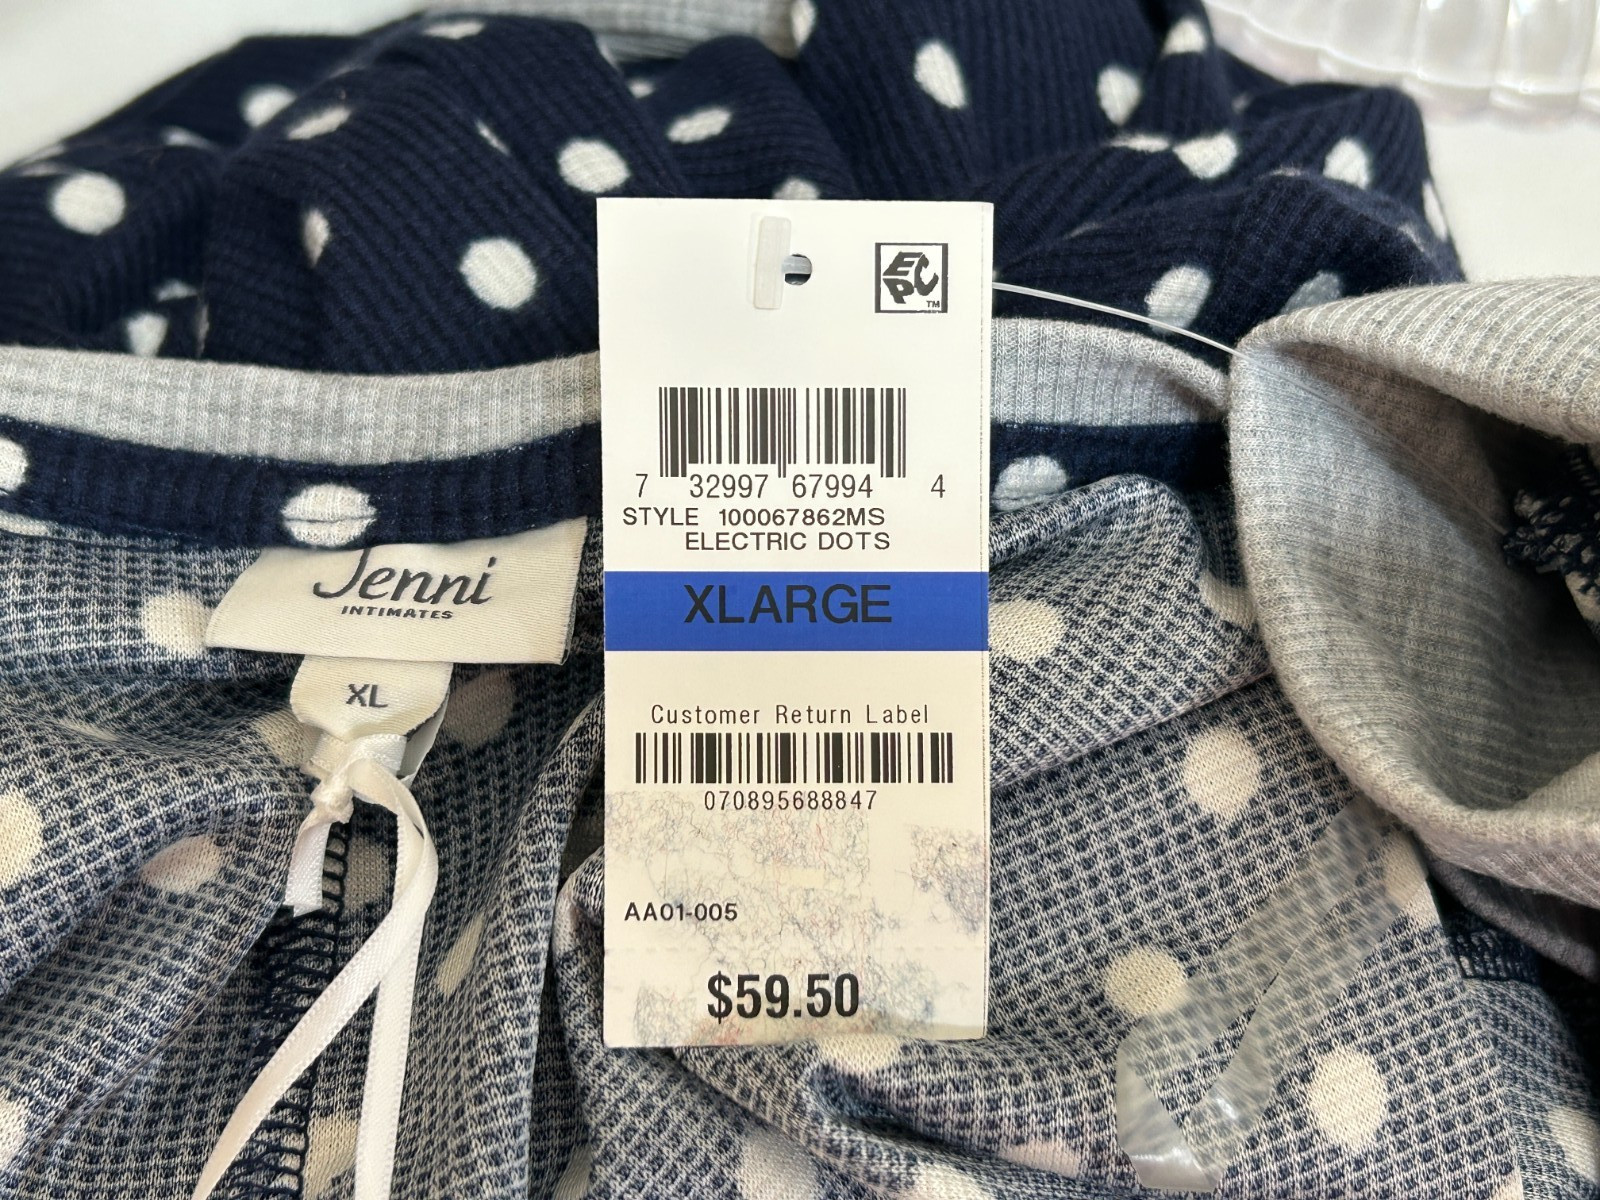 EPC
TM
7 32997 67994 4
STYLE 100067862MS
ELECTRIC DOTS
XLARGE
Customer Return Label
070895688847
AA01-005
$59.50
Jenni
INTIMATES
XL